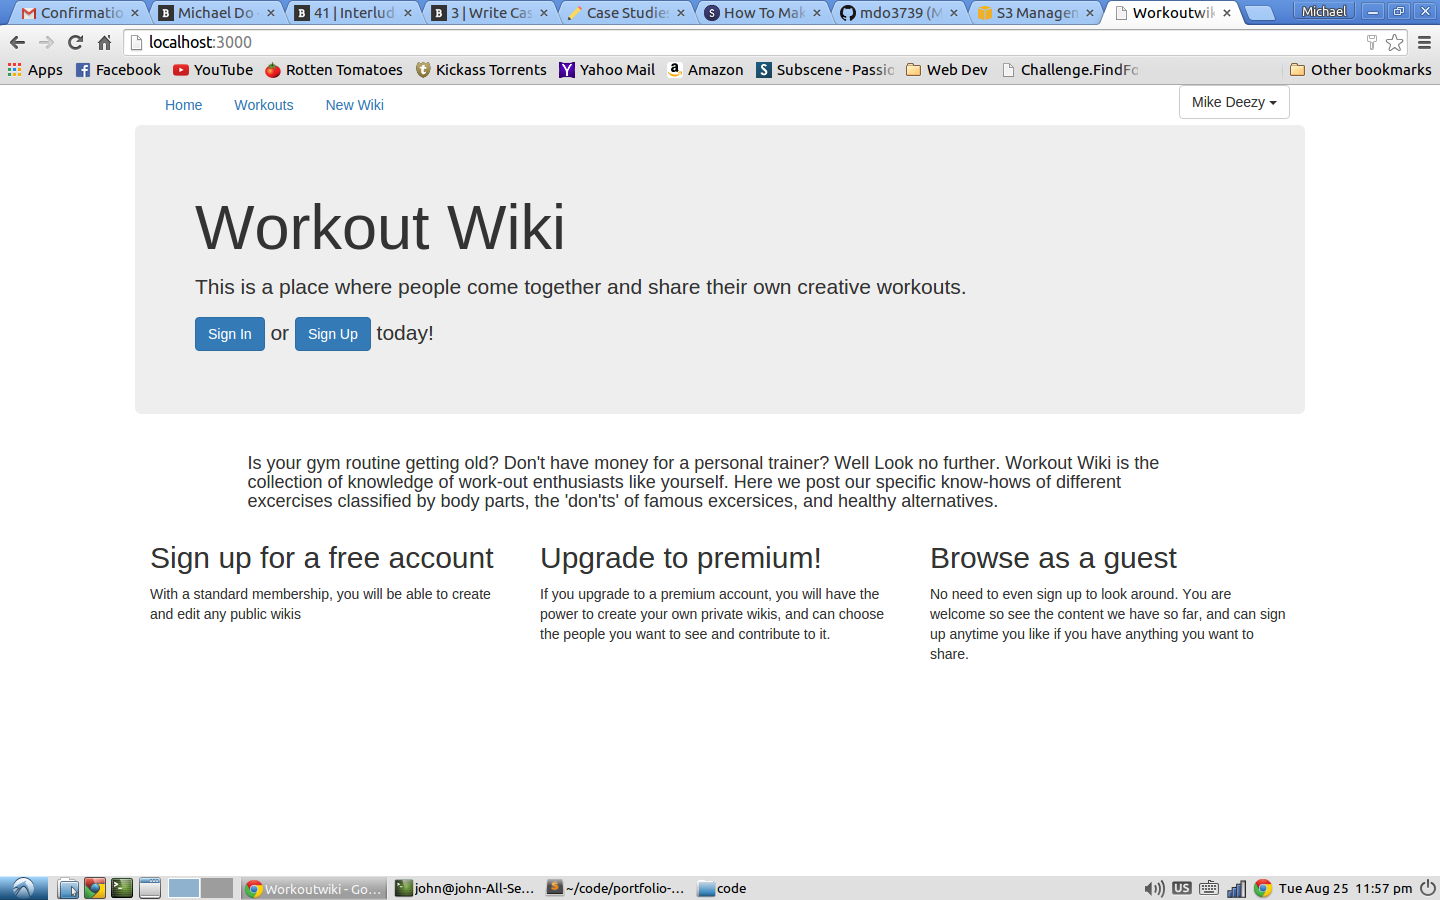 Confirmatio
Michael Do
41 | Interlud
3 | Write Cas
Case Studies
How To Mak
mdo3739 (M
S3 Managem
Workoutwik
Michael
localhost:3000
Apps
Facebook
YouTube
Rotten Tomatoes
Kickass Torrents
Yahoo Mail
Amazon
Subscene - Passio
Web Dev
Challenge.FindFo
Other bookmarks
Home
Workouts
New Wiki
Mike Deezy
Workout Wiki
This is a place where people come together and share their own creative workouts.
Sign In or Sign Up today!
Is your gym routine getting old? Don't have money for a personal trainer? Well Look no further. Workout Wiki is the
collection of knowledge of work-out enthusiasts like yourself. Here we post our specific know-hows of different
excercises classified by body parts, the 'don'ts' of famous excersices, and healthy alternatives.
Sign up for a free account
With a standard membership, you will be able to create
and edit any public wikis
Upgrade to premium!
If you upgrade to a premium account, you will have the
power to create your own private wikis, and can choose
the people you want to see and contribute to it.
Browse as a guest
No need to even sign up to look around. You are
welcome so see the content we have so far, and can sign
up anytime you like if you have anything you want to
share.
Workoutwiki - Go...
john@john-All-Se...
~/code/portfolio-...
code
US
Tue Aug 25 11:57 pm